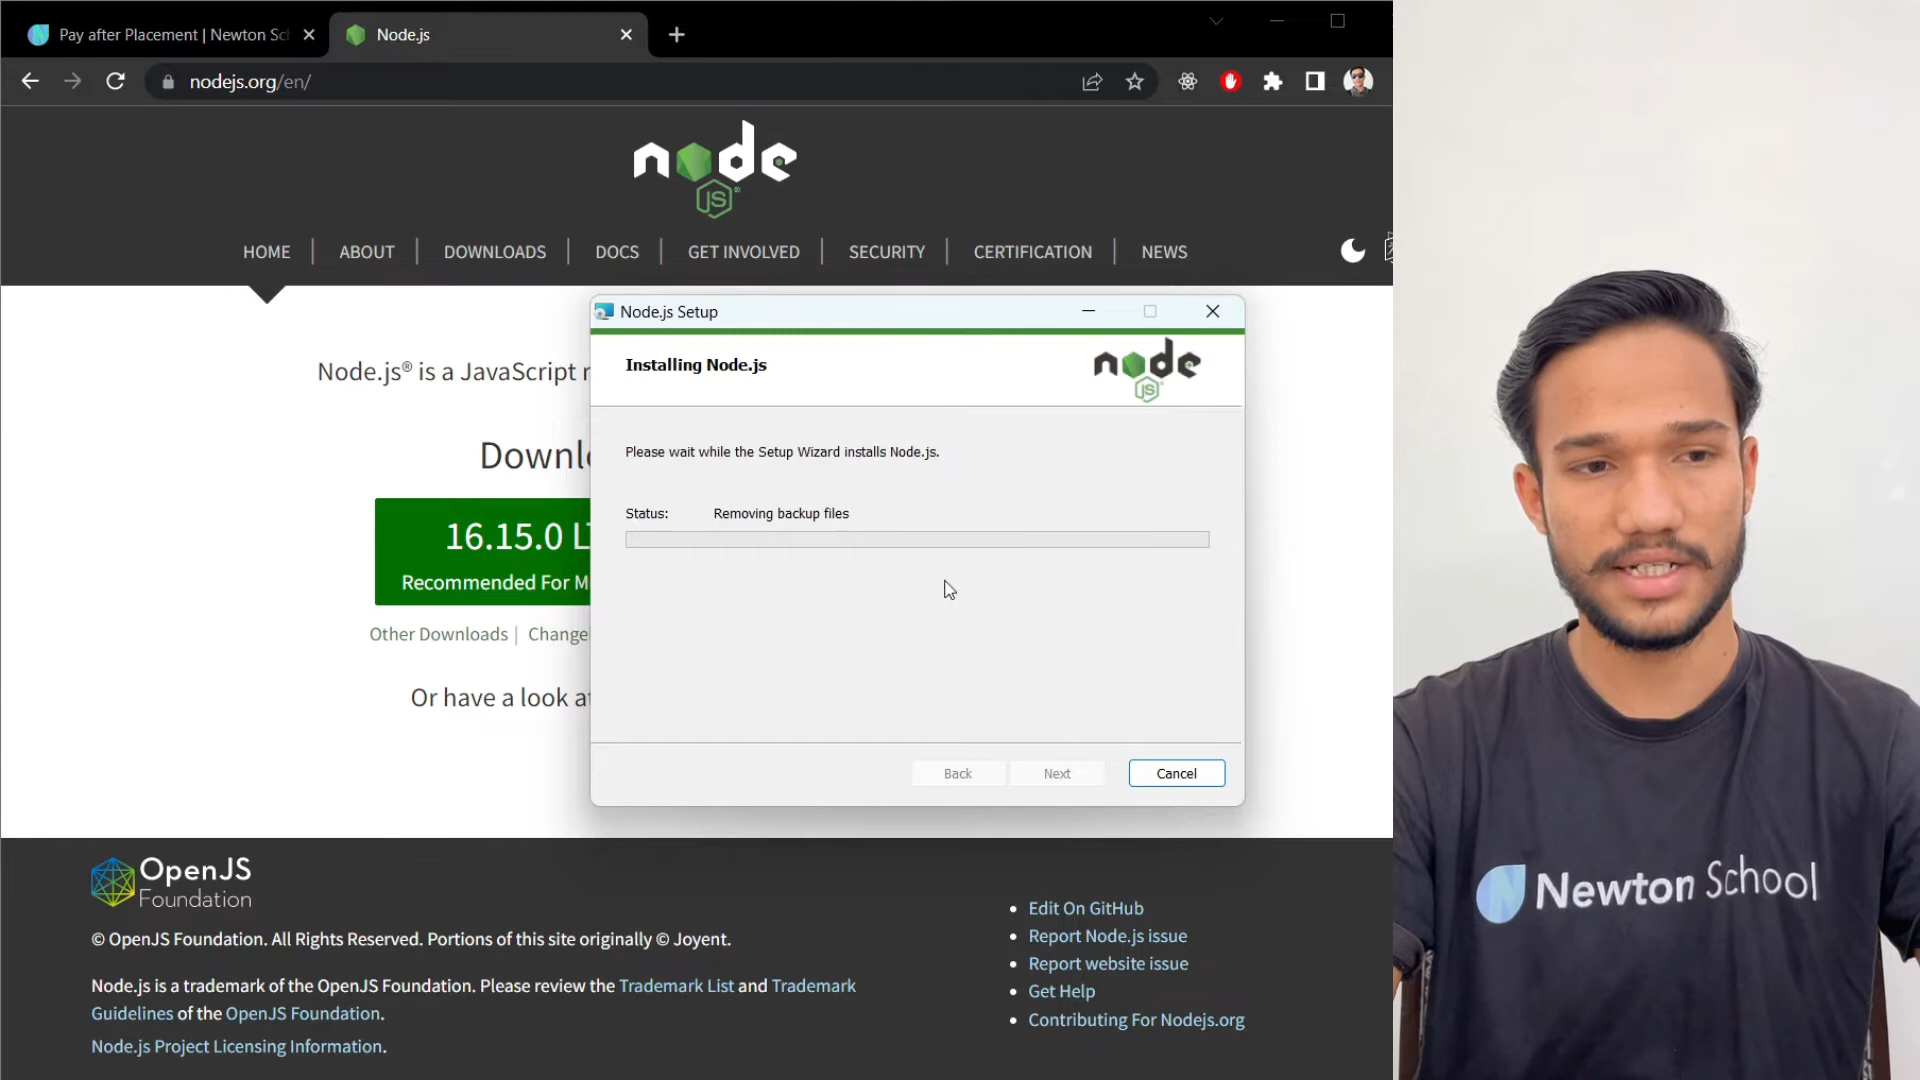 Pay after Placement | Newton Sc
Node.js
nodejs.org/en/
node
JS
HOME
ABOUT
DOWNLOADS
DOCS
GET INVOLVED
SECURITY
CERTIFICATION
NEWS
Node.js® is a JavaScript
Node.js Setup
Installing Node.js
node
JS
Please wait while the Setup Wizard installs Node.js.
Status: Removing backup files
Downl
16.15.0 L
Recommended For M
Other Downloads | Change
Or have a look a
Back
Next
Cancel
OpenJS
Foundation
© OpenJS Foundation. All Rights Reserved. Portions of this site originally © Joyent.
Node.js is a trademark of the OpenJS Foundation. Please review the Trademark List and Trademark
Guidelines of the OpenJS Foundation.
Node.js Project Licensing Information.
• Edit On GitHub
• Report Node.js issue
• Report website issue
• Get Help
• Contributing For Nodejs.org
Newton School